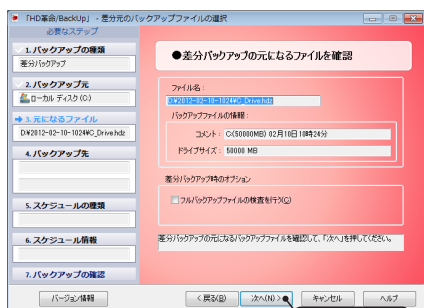 「HD革命/BackUp」 - 差分元のバックアップファイルの選択
必要なステップ
1. バックアップの種類
差分バックアップ
2. バックアップ元
ローカル ディスク (C:)
3. 元になるファイル
D:¥2012-02-10-1024¥C_Drive.hdz
4. バックアップ先
5. スケジュールの種類
6. スケジュール情報
7. バックアップの確認
●差分バックアップの元になるファイルを確認
ファイル名:
D:¥2012-02-10-1024¥C_Drive.hdz
バックアップファイルの情報:
コメント: C:(50000MB) 02月10日10時24分
ドライブサイズ: 50000 MB
差分バックアップ時のオプション
フルバックアップファイルの検査を行う(C)
差分バックアップの元になるバックアップファイルを確認して、「次へ」を押してください。
バージョン情報
< 戻る(B)
次へ(N) >
キャンセル
ヘルプ